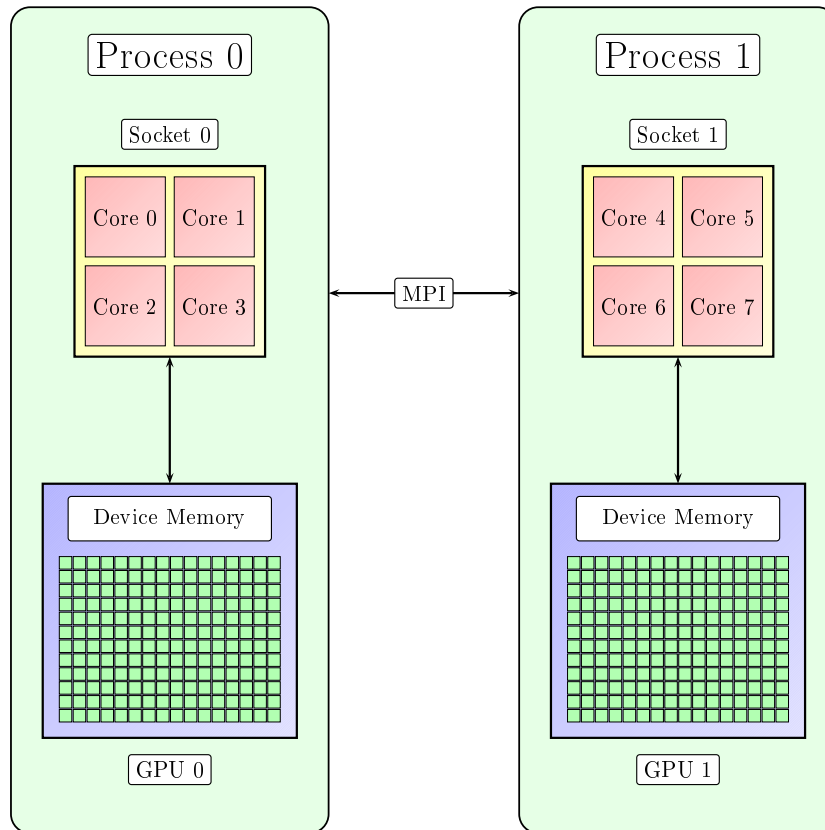 Process 0
Socket 0
Core 0 Core 1
Core 2 Core 3
Device Memory
GPU 0
MPI
Process 1
Socket 1
Core 4 Core 5
Core 6 Core 7
Device Memory
GPU 1